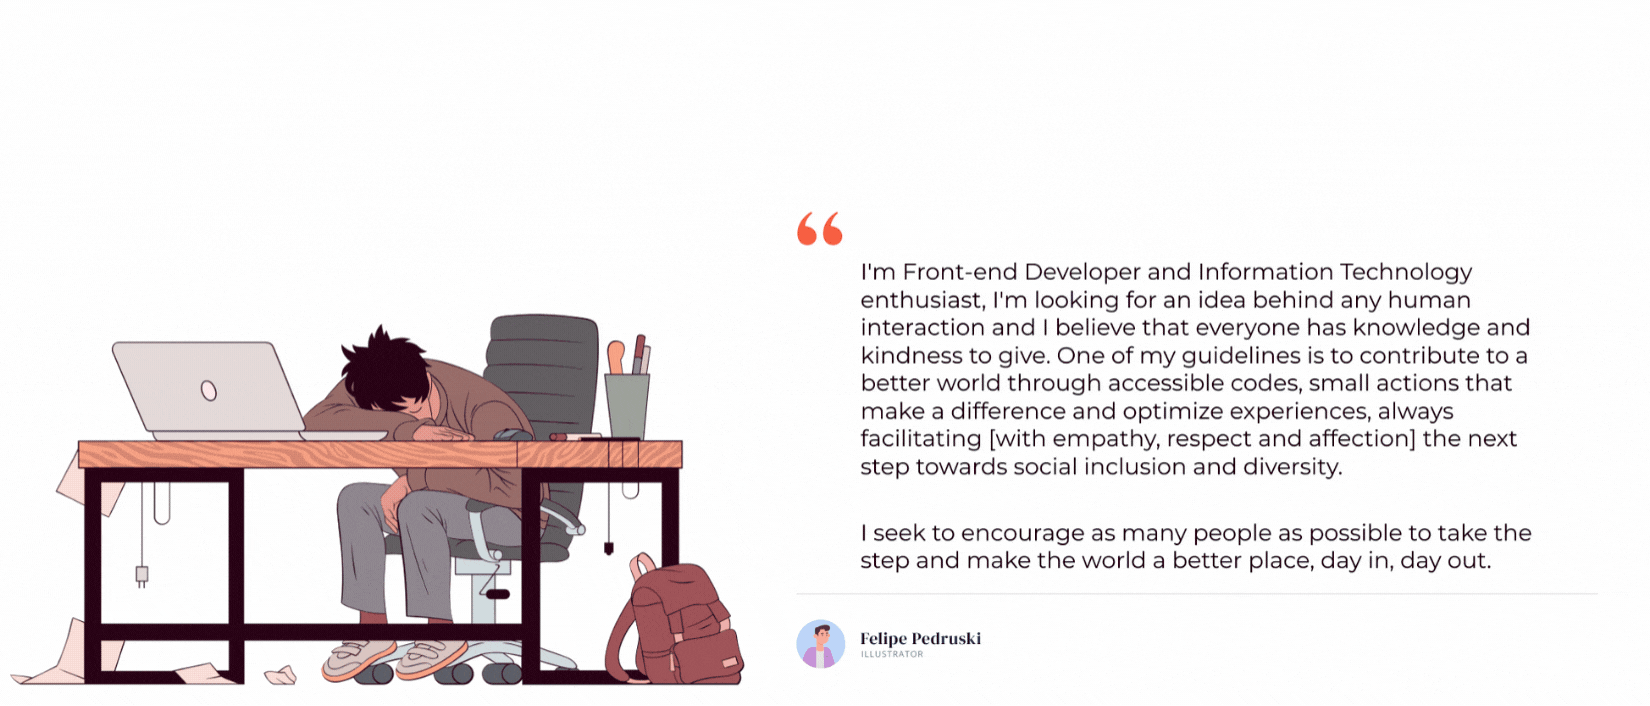 “
I'm Front-end Developer and Information Technology
enthusiast, I'm looking for an idea behind any human
interaction and I believe that everyone has knowledge and
kindness to give. One of my guidelines is to contribute to a
better world through accessible codes, small actions that
make a difference and optimize experiences, always
facilitating [with empathy, respect and affection] the next
step towards social inclusion and diversity.
I seek to encourage as many people as possible to take the
step and make the world a better place, day in, day out.
Felipe Pedruski
ILLUSTRATOR